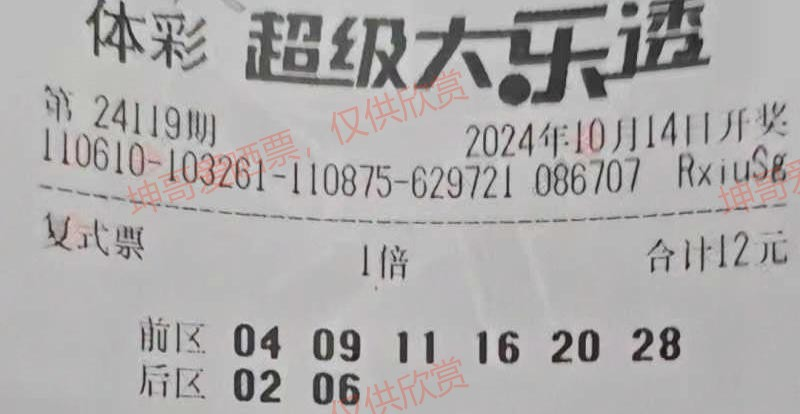 体彩 超级大乐透
第 24119期 2024年10月14日开奖
110610-103261-110875-629721 086707 RxiuSg
复式票 1倍 合计12元
前区 04 09 11 16 20 28
后区 02 06
坤哥彩票，仅供欣赏
仅供欣赏